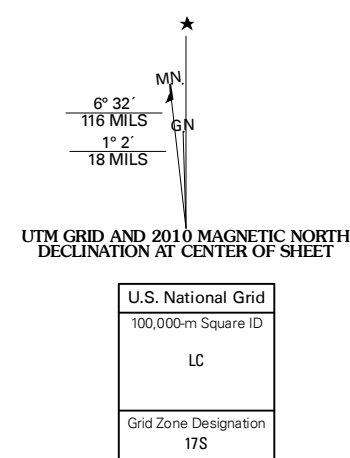 ★
MN.
6° 32´
116 MILS
GN
1° 2´
18 MILS
UTM GRID AND 2010 MAGNETIC NORTH
DECLINATION AT CENTER OF SHEET
U.S. National Grid
100,000-m Square ID
LC
Grid Zone Designation
17S